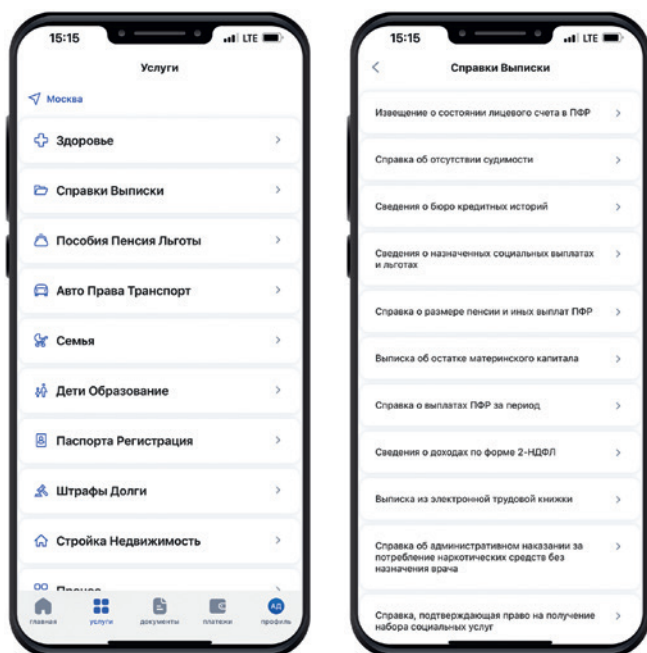 15:15
LTE
Услуги
Москва
Здоровье
Справки Выписки
Пособия Пенсия Льготы
Авто Права Транспорт
Семья
Дети Образование
Паспорта Регистрация
Штрафы Долги
Стройка Недвижимость
Прочее
главная услуги документы платежи профиль
АД
15:15
LTE
Справки Выписки
Извещение о состоянии лицевого счета в ПФР
Справка об отсутствии судимости
Сведения о бюро кредитных историй
Сведения о назначенных социальных выплатах
и льготах
Справка о размере пенсии и иных выплат ПФР
Выписка об остатке материнского капитала
Справка о выплатах ПФР за период
Сведения о доходах по форме 2-НДФЛ
Выписка из электронной трудовой книжки
Справка об административном наказании за
потребление наркотических средств без
назначения врача
Справка, подтверждающая право на получение
набора социальных услуг